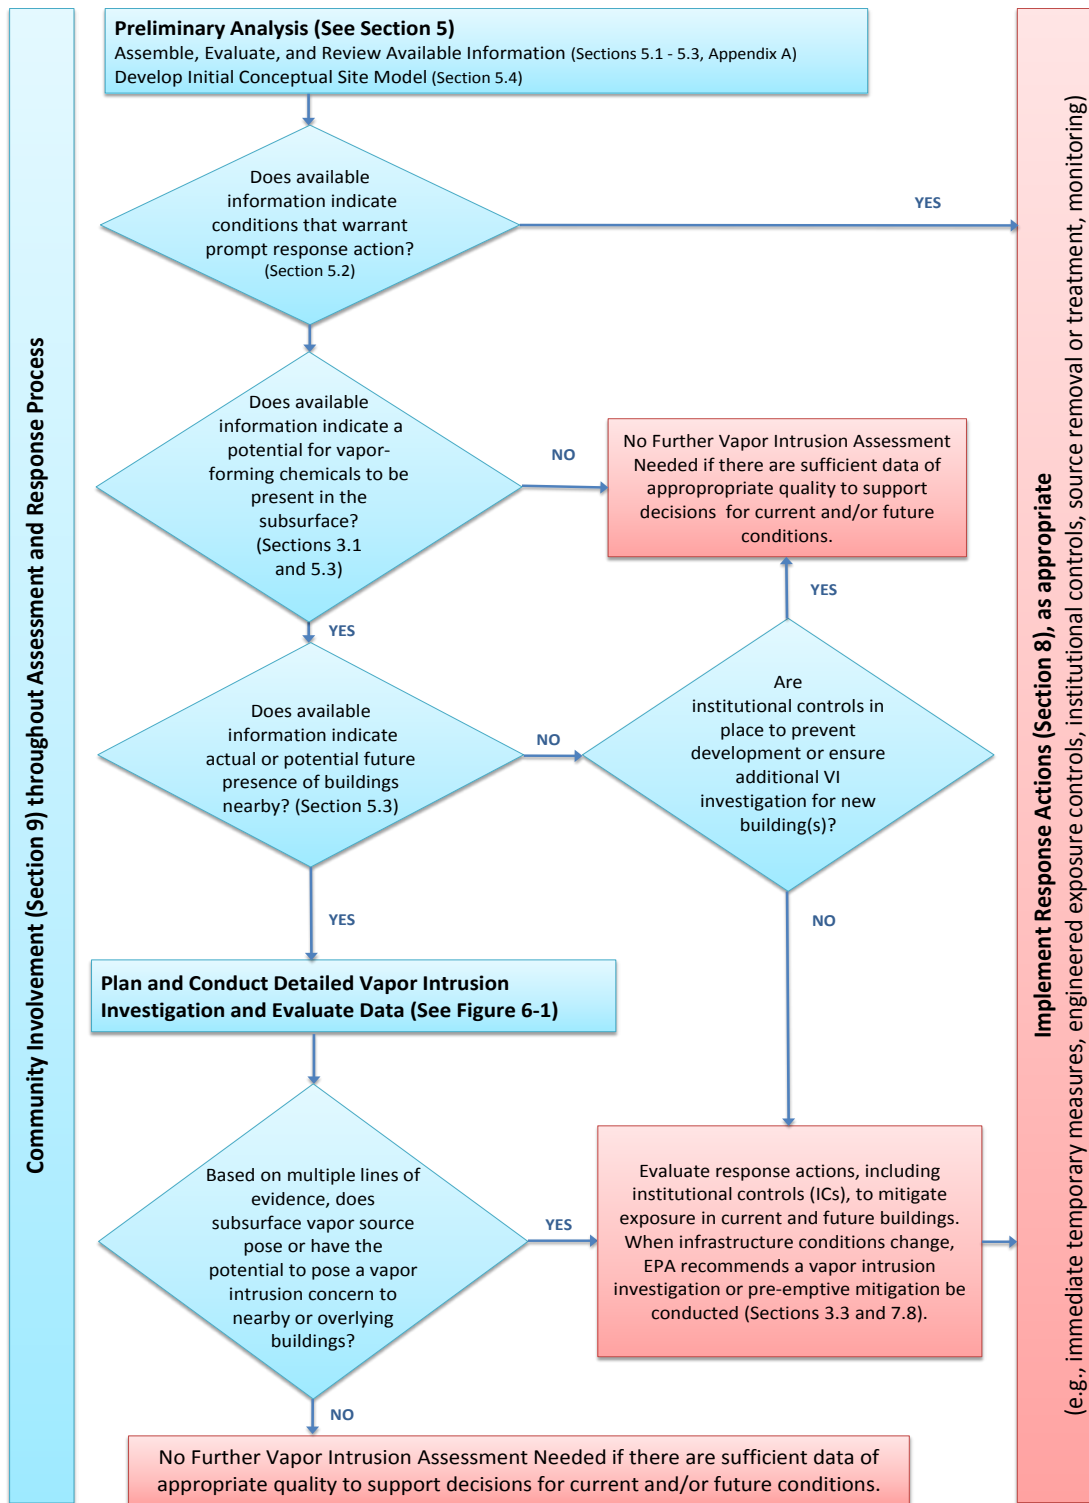 Community Involvement (Section 9) throughout Assessment and Response Process
Preliminary Analysis (See Section 5)
Assemble, Evaluate, and Review Available Information (Sections 5.1 - 5.3, Appendix A)
Develop Initial Conceptual Site Model (Section 5.4)
Does available
information indicate
conditions that warrant
prompt response action?
(Section 5.2)
YES
Does available
information indicate a
potential for vapor-
forming chemicals to be
present in the
subsurface?
(Sections 3.1
and 5.3)
NO
No Further Vapor Intrusion Assessment
Needed if there are sufficient data of
appropropriate quality to support
decisions for current and/or future
conditions.
YES
YES
Does available
information indicate
actual or potential future
presence of buildings
nearby? (Section 5.3)
NO
Are
institutional controls in
place to prevent
development or ensure
additional VI
investigation for new
building(s)?
YES
NO
Plan and Conduct Detailed Vapor Intrusion
Investigation and Evaluate Data (See Figure 6-1)
Based on multiple lines of
evidence, does
subsurface vapor source
pose or have the
potential to pose a vapor
intrusion concern to
nearby or overlying
buildings?
YES
Evaluate response actions, including
institutional controls (ICs), to mitigate
exposure in current and future buildings.
When infrastructure conditions change,
EPA recommends a vapor intrusion
investigation or pre-emptive mitigation be
conducted (Sections 3.3 and 7.8).
NO
No Further Vapor Intrusion Assessment Needed if there are sufficient data of
appropriate quality to support decisions for current and/or future conditions.
Implement Response Actions (Section 8), as appropriate
(e.g., immediate temporary measures, engineered exposure controls, institutional controls, source removal or treatment, monitoring)